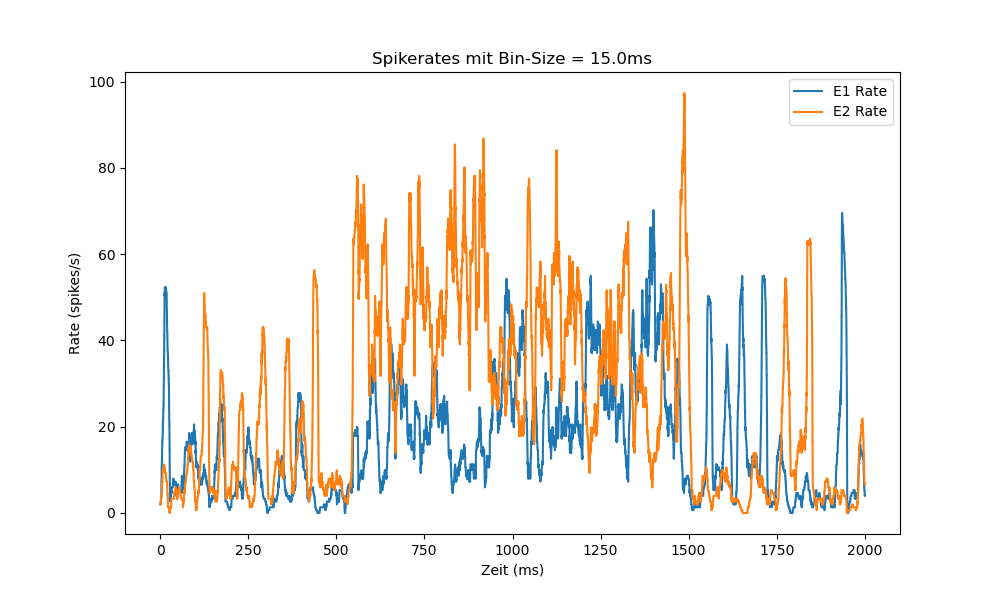 Spikerates mit Bin-Size = 15.0ms
E1 Rate
E2 Rate
Rate (spikes/s)
100
80
60
40
20
0
0 250 500 750 1000 1250 1500 1750 2000
Zeit (ms)